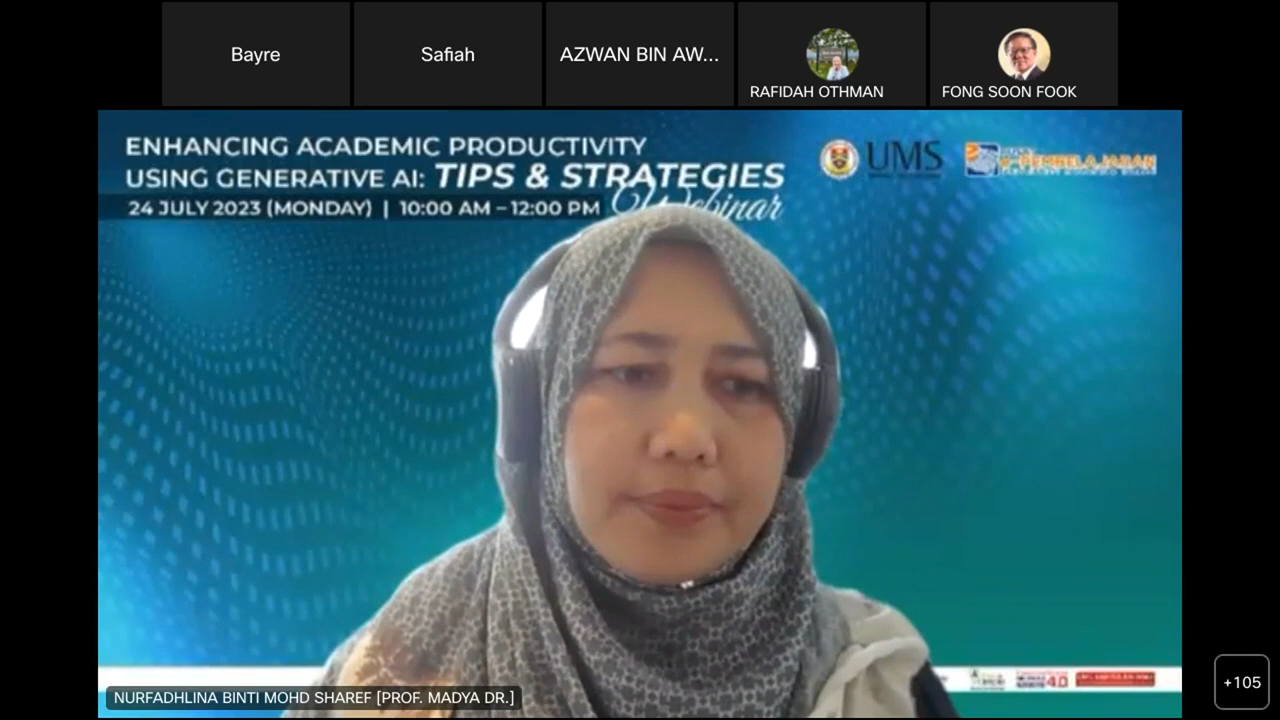 Bayre
Safiah
AZWAN BIN AW...
RAFIDAH OTHMAN
FONG SOON FOOK
ENHANCING ACADEMIC PRODUCTIVITY
USING GENERATIVE AI: TIPS & STRATEGIES
Webinar
24 JULY 2023 (MONDAY) | 10:00 AM – 12:00 PM
UMS
e-PEMBELAJARAN
NURFADHLINA BINTI MOHD SHAREF [PROF. MADYA DR.]
+105